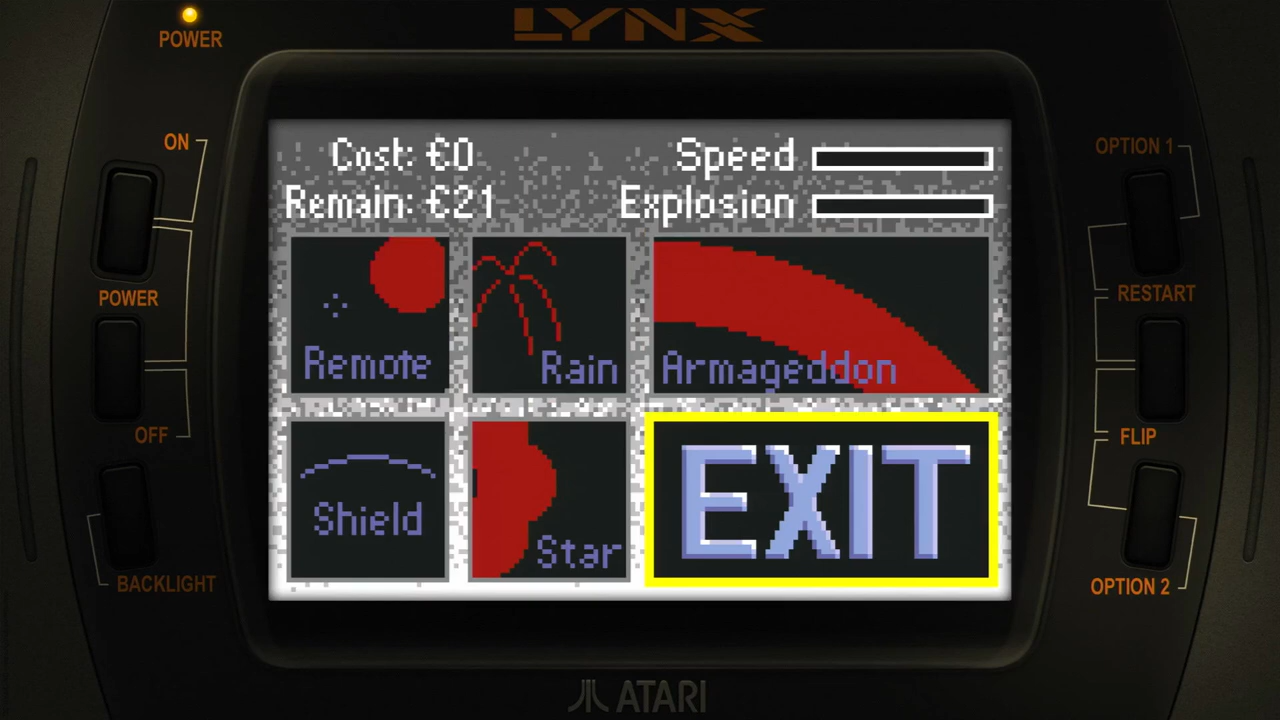 LYNX
POWER
ON
POWER
OFF
BACKLIGHT
Cost: €0
Remain: €21
Speed
Explosion
Remote
Rain
Armageddon
Shield
Star
EXIT
OPTION 1
RESTART
FLIP
OPTION 2
ATARI